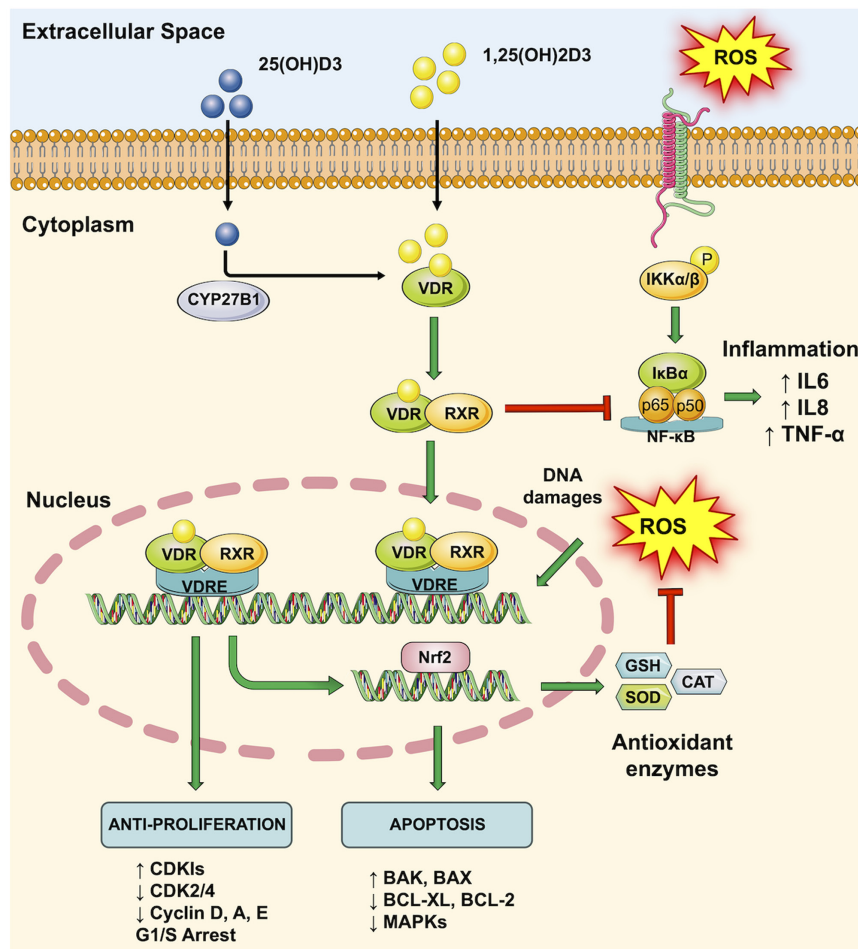 Extracellular Space
25(OH)D3
1,25(OH)2D3
ROS
Cytoplasm
CYP27B1
VDR
P
IKKα/β
Inflammation
IκBα
p65
p50
NF-κB
↑ IL6
↑ IL8
↑ TNF-α
VDR
RXR
Nucleus
DNA
damages
ROS
VDR
RXR
VDRE
VDR
RXR
VDRE
Nrf2
GSH
CAT
SOD
Antioxidant
enzymes
ANTI-PROLIFERATION
↑ CDKIs
↓ CDK2/4
↓ Cyclin D, A, E
G1/S Arrest
APOPTOSIS
↑ BAK, BAX
↓ BCL-XL, BCL-2
↓ MAPKs